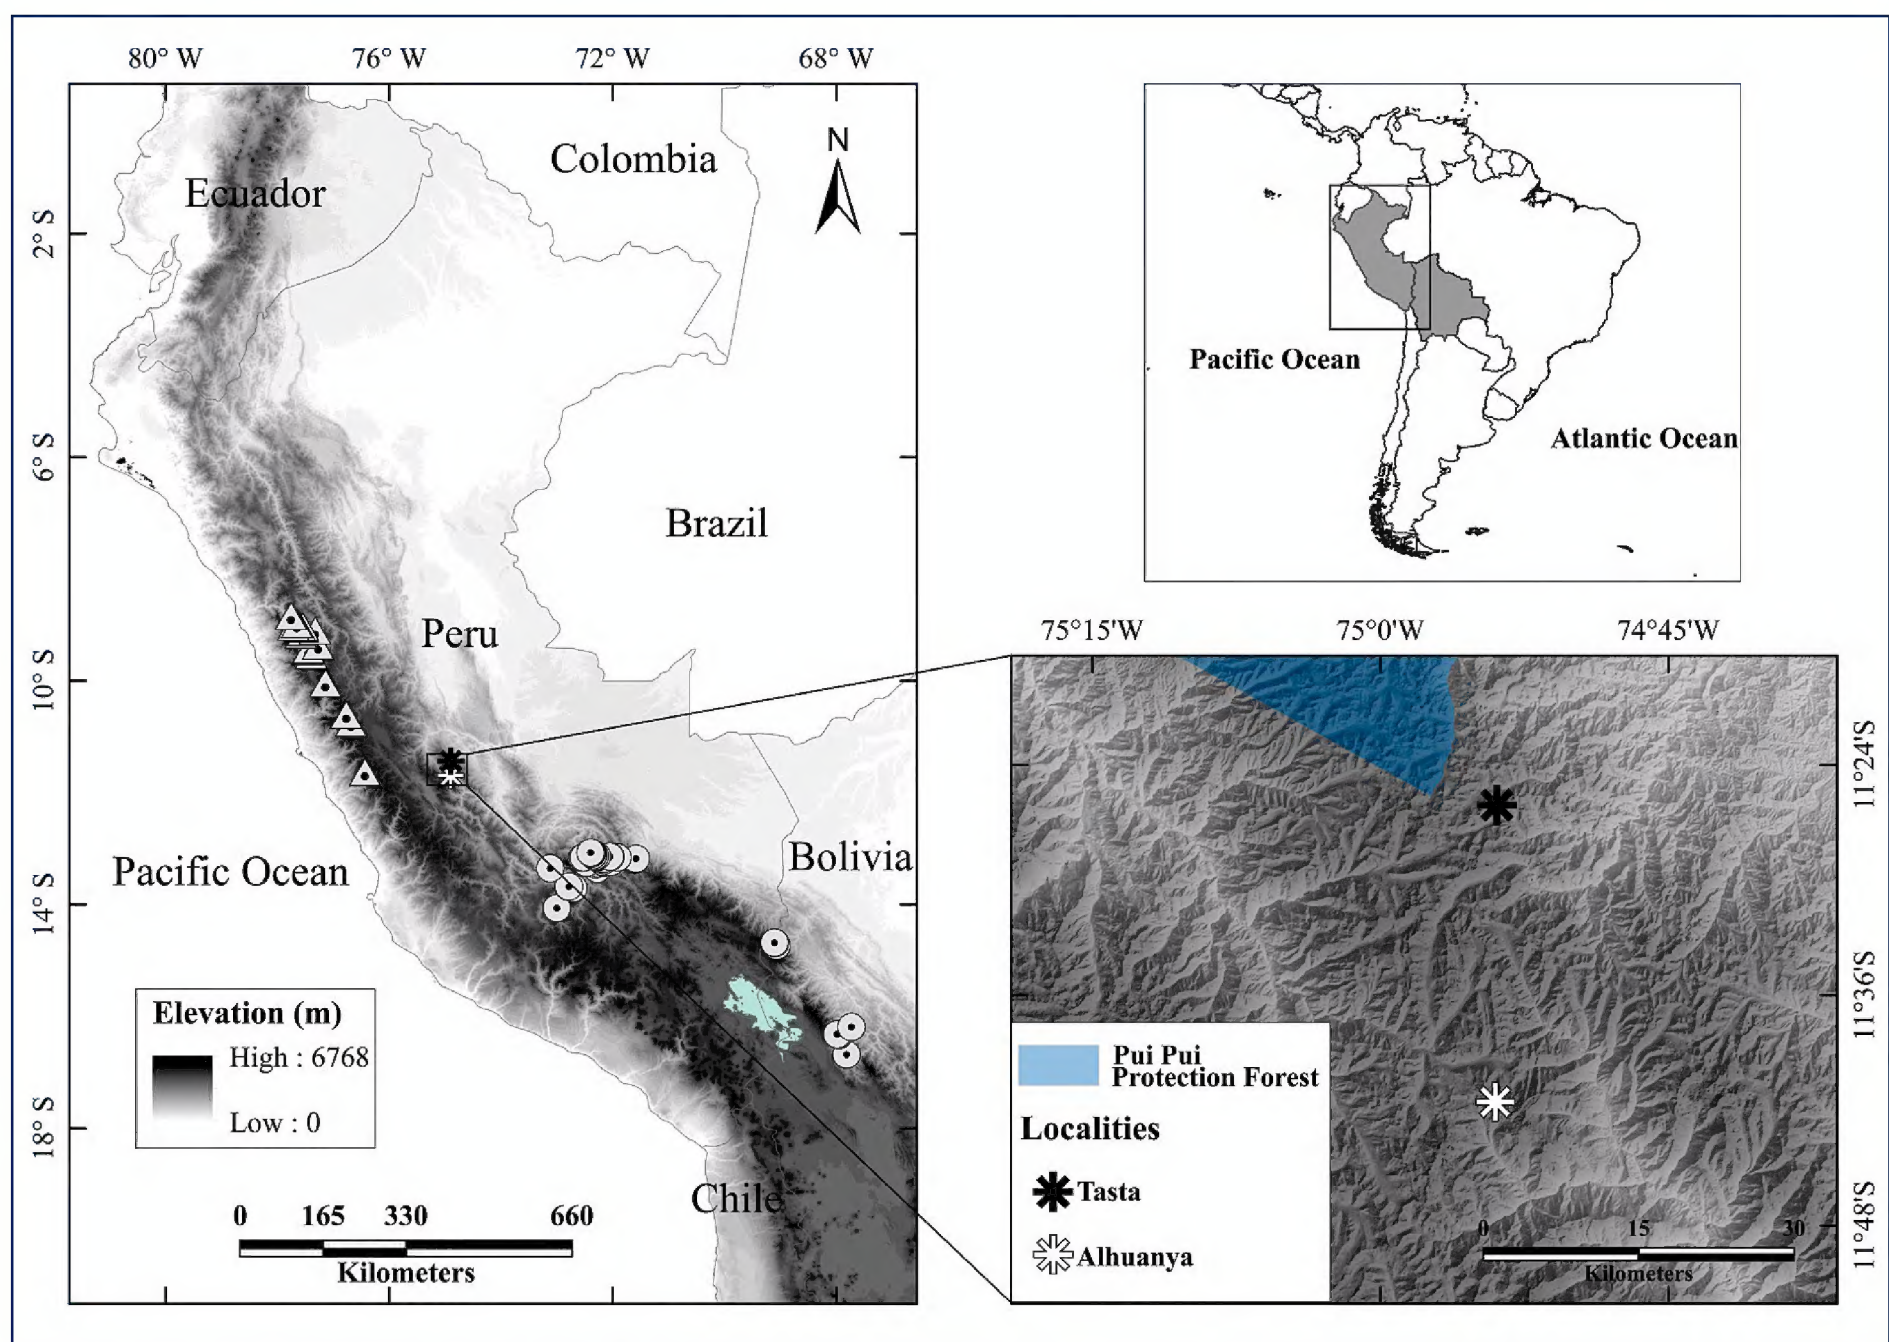 80° W
76° W
72° W
68° W
2° S
6° S
10° S
14° S
18° S
Ecuador
Colombia
N
Brazil
Peru
Pacific Ocean
Bolivia
Chile
Elevation (m)
High : 6768
Low : 0
0 165 330 660
Kilometers
Pacific Ocean
Atlantic Ocean
75°15'W
75°0'W
74°45'W
11°24'S
11°36'S
11°48'S
Pui Pui
Protection Forest
Localities
Tasta
Alhuanya
0 15 30
Kilometers